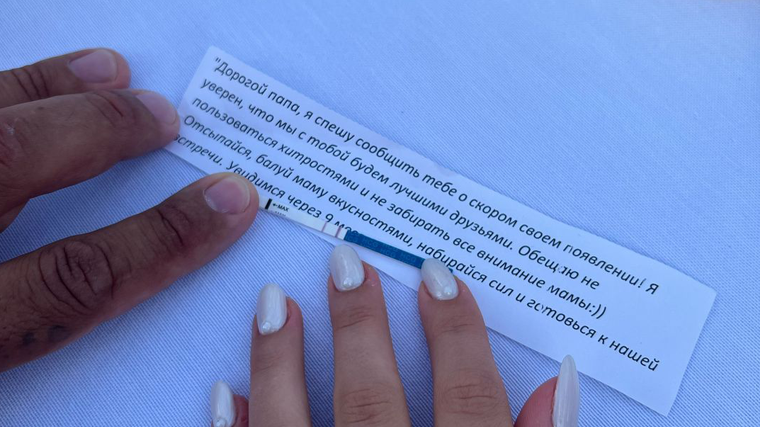 "Дорогой папа, я спешу сообщить тебе о скором своем появлении! Я
уверен, что мы с тобой будем лучшими друзьями. Обещаю не
пользоваться хитростями и не забирать все внимание мамы:))
Отсыпайся, балуй маму вкусностями, набирайся сил и готовься к нашей
встречи. Увидимся через 9
MAX